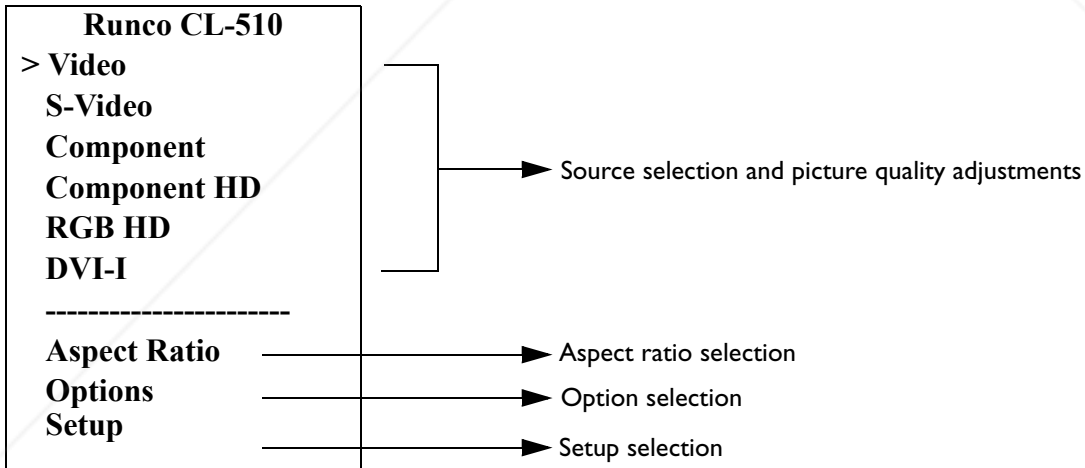 Runco CL-510
> Video
S-Video
Component
Component HD
RGB HD
DVI-I
Source selection and picture quality adjustments
-----------------------
Aspect Ratio
Aspect ratio selection
Options
Option selection
Setup
Setup selection